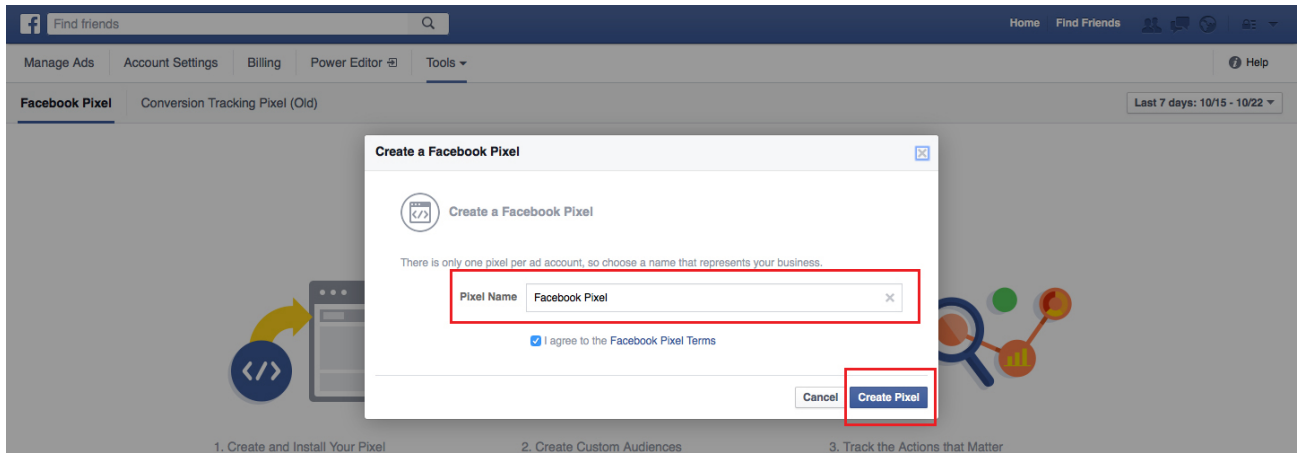 f Find friends Home Find Friends
Manage Ads Account Settings Billing Power Editor Tools Help
Facebook Pixel Conversion Tracking Pixel (Old) Last 7 days: 10/15 - 10/22
Create a Facebook Pixel
</> Create a Facebook Pixel
There is only one pixel per ad account, so choose a name that represents your business.
Pixel Name Facebook Pixel
I agree to the Facebook Pixel Terms
</>
Cancel Create Pixel
1. Create and Install Your Pixel 2. Create Custom Audiences 3. Track the Actions that Matter